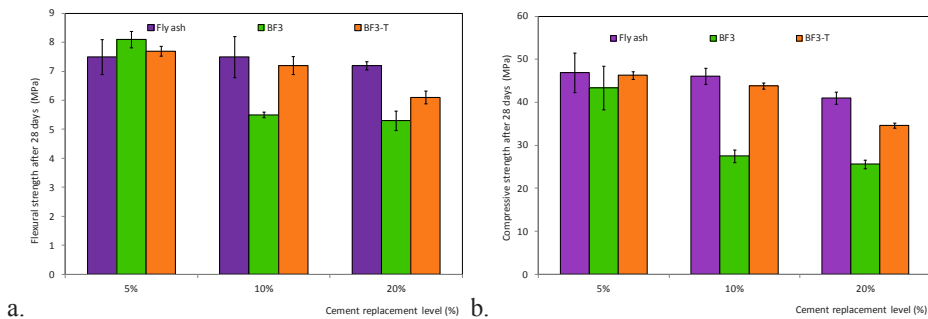 9
8
7
6
5
4
3
2
1
0
Flexural strength after 28 days (MPa)
Fly ash BF3 BF3-T
5% 10% 20%
Cement replacement level (%)
a.
60
50
40
30
20
10
0
Compressive strength after 28 days (MPa)
Fly ash BF3 BF3-T
5% 10% 20%
Cement replacement level (%)
b.